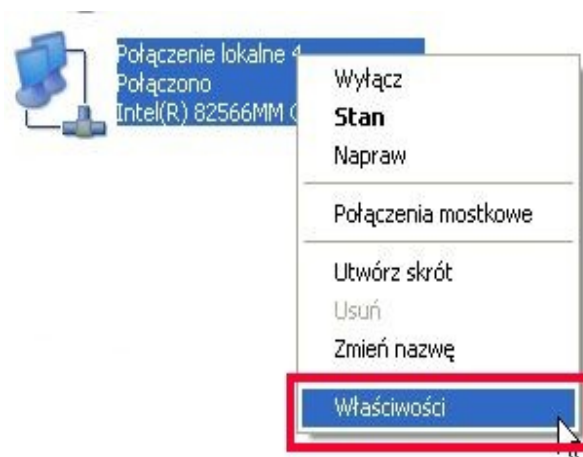 Połączenie lokalne 4
Połączono
Intel(R) 82566MM
Wyłącz
Stan
Napraw
Połączenia mostkowe
Utwórz skrót
Usuń
Zmień nazwę
Właściwości